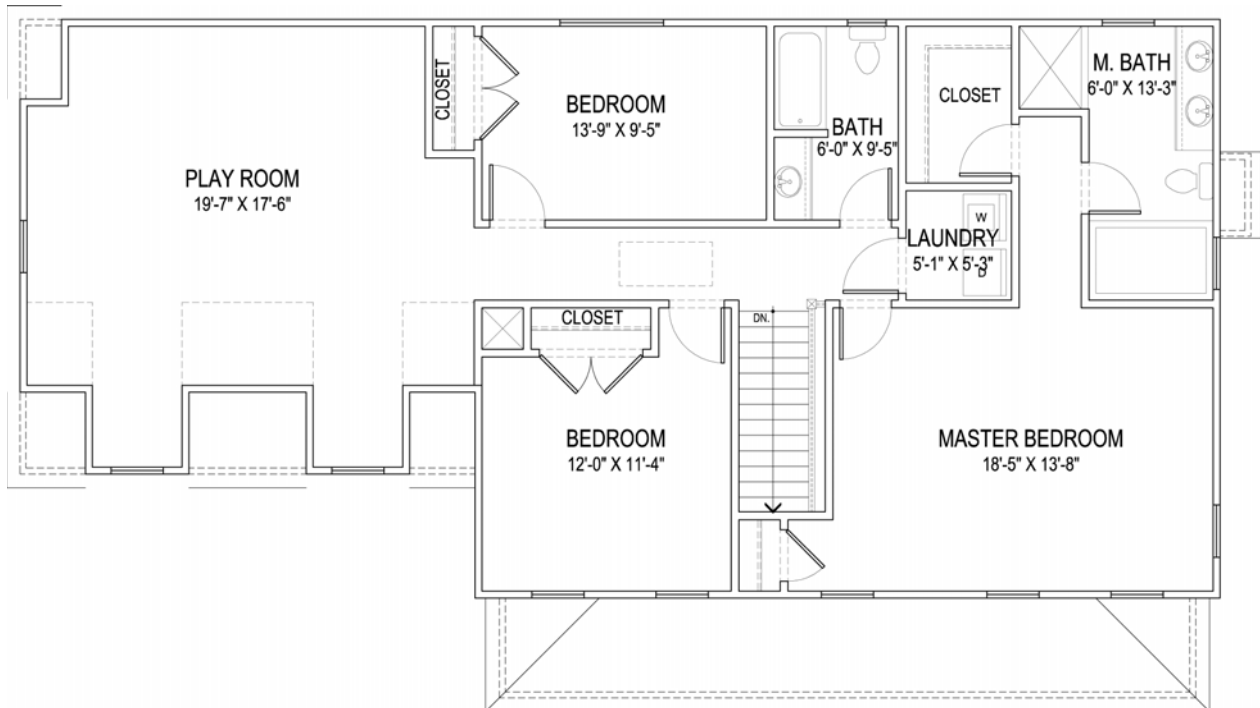 CLOSET
BEDROOM
13'-9" X 9'-5"
BATH
6'-0" X 9'-5"
CLOSET
M. BATH
6'-0" X 13'-3"
PLAY ROOM
19'-7" X 17'-6"
W
LAUNDRY
5'-1" X 5'-3"
D
CLOSET
DN.
BEDROOM
12'-0" X 11'-4"
MASTER BEDROOM
18'-5" X 13'-8"